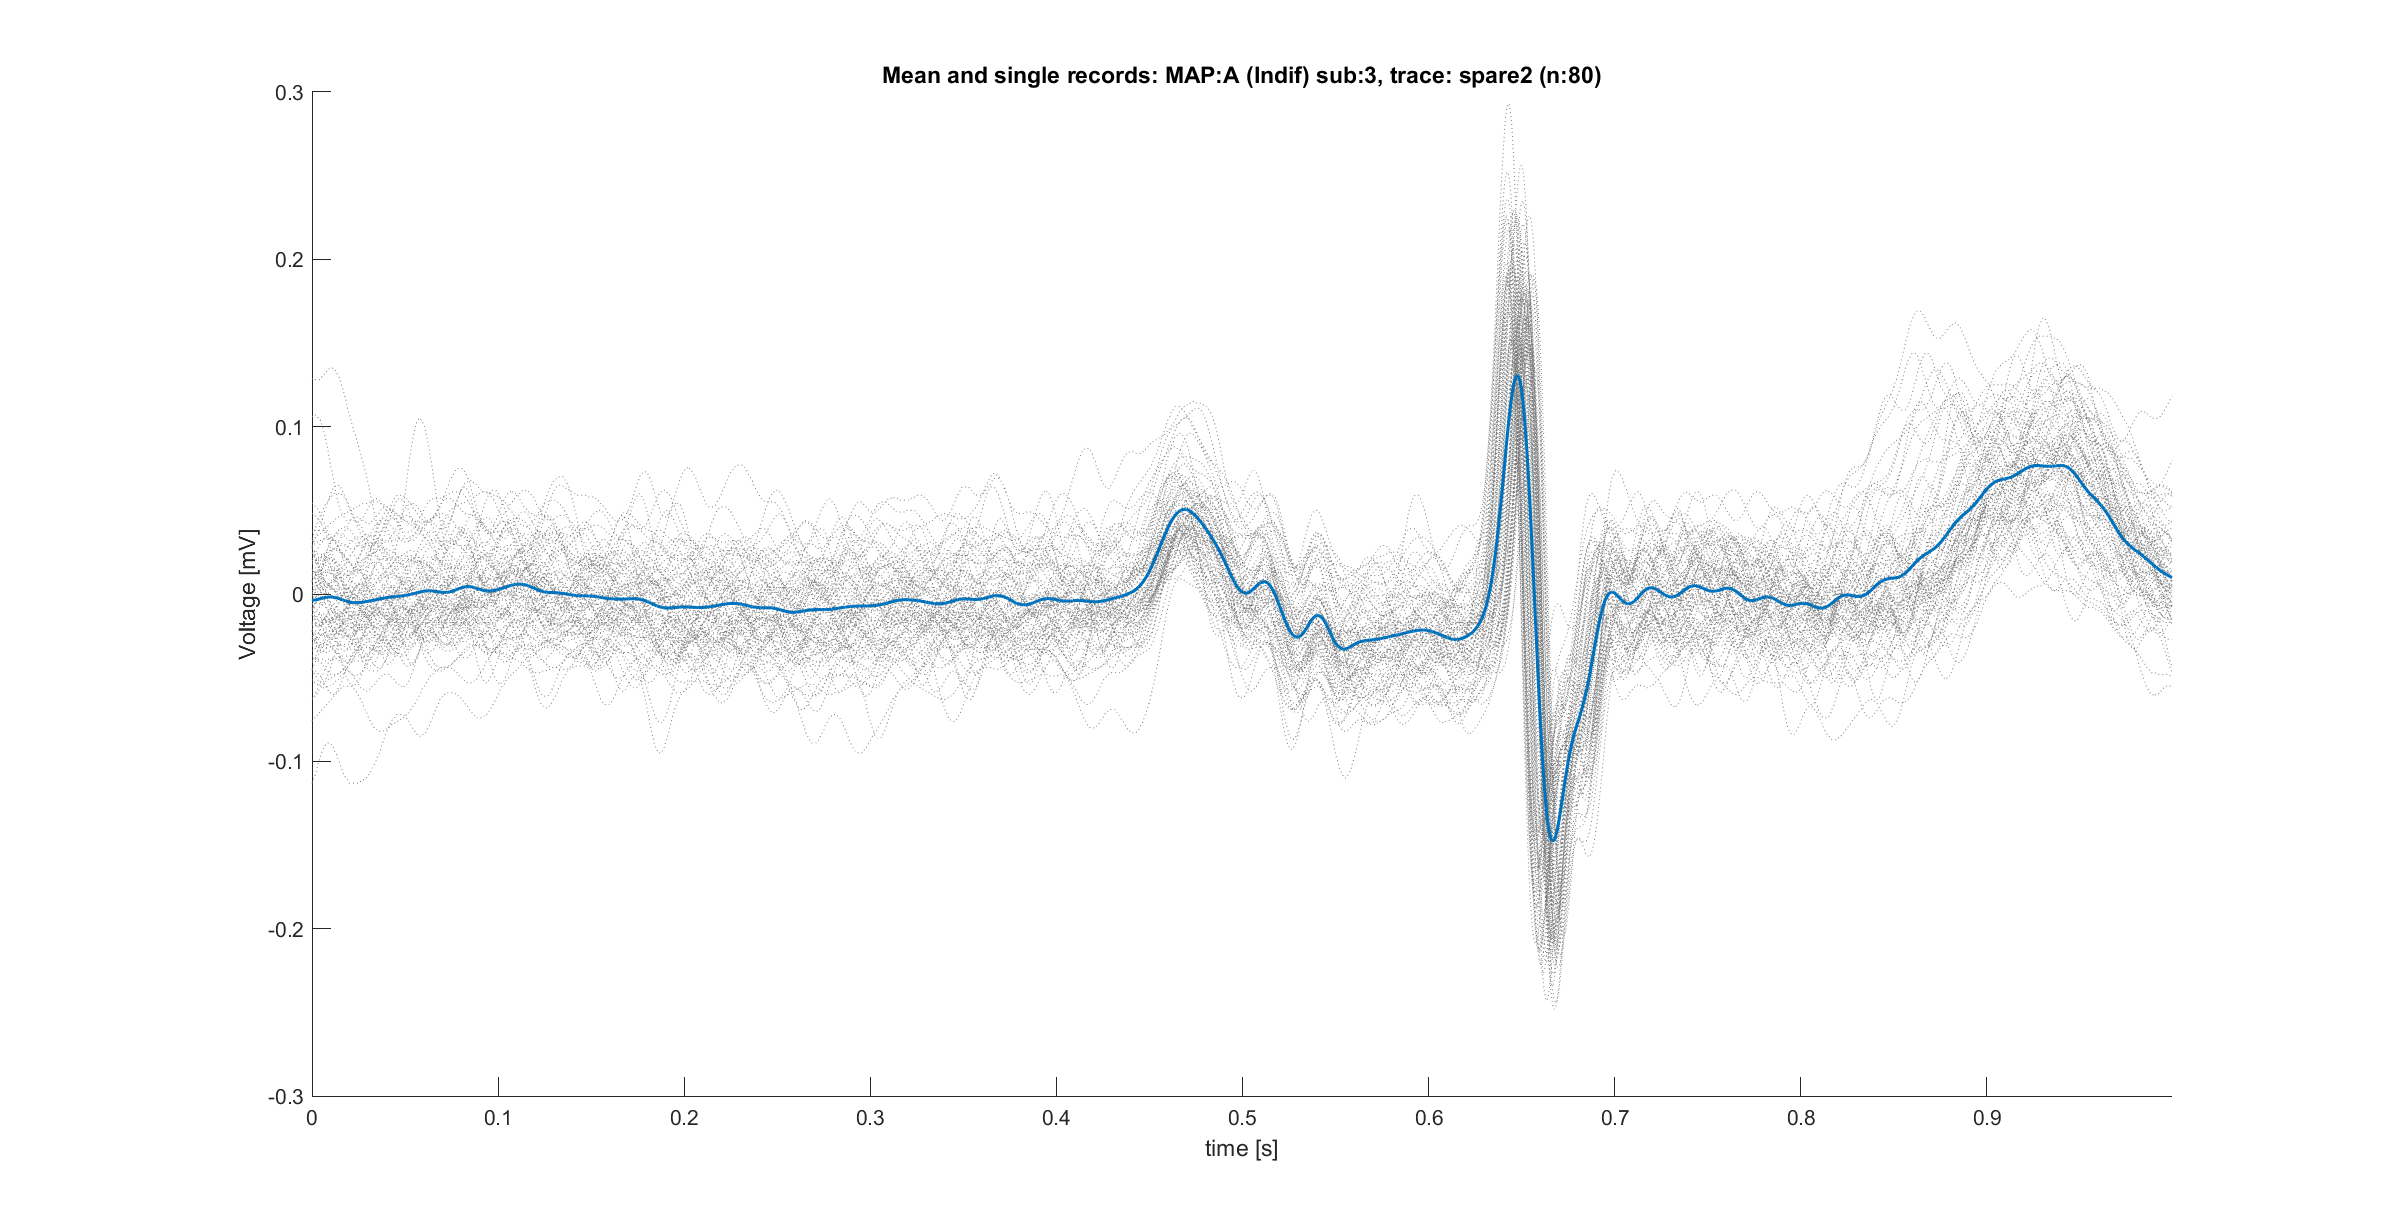 Mean and single records: MAP:A (Indif) sub:3, trace: spare2 (n:80)
0.3
0.2
0.1
0
-0.1
-0.2
-0.3
Voltage [mV]
0 0.1 0.2 0.3 0.4 0.5 0.6 0.7 0.8 0.9
time [s]